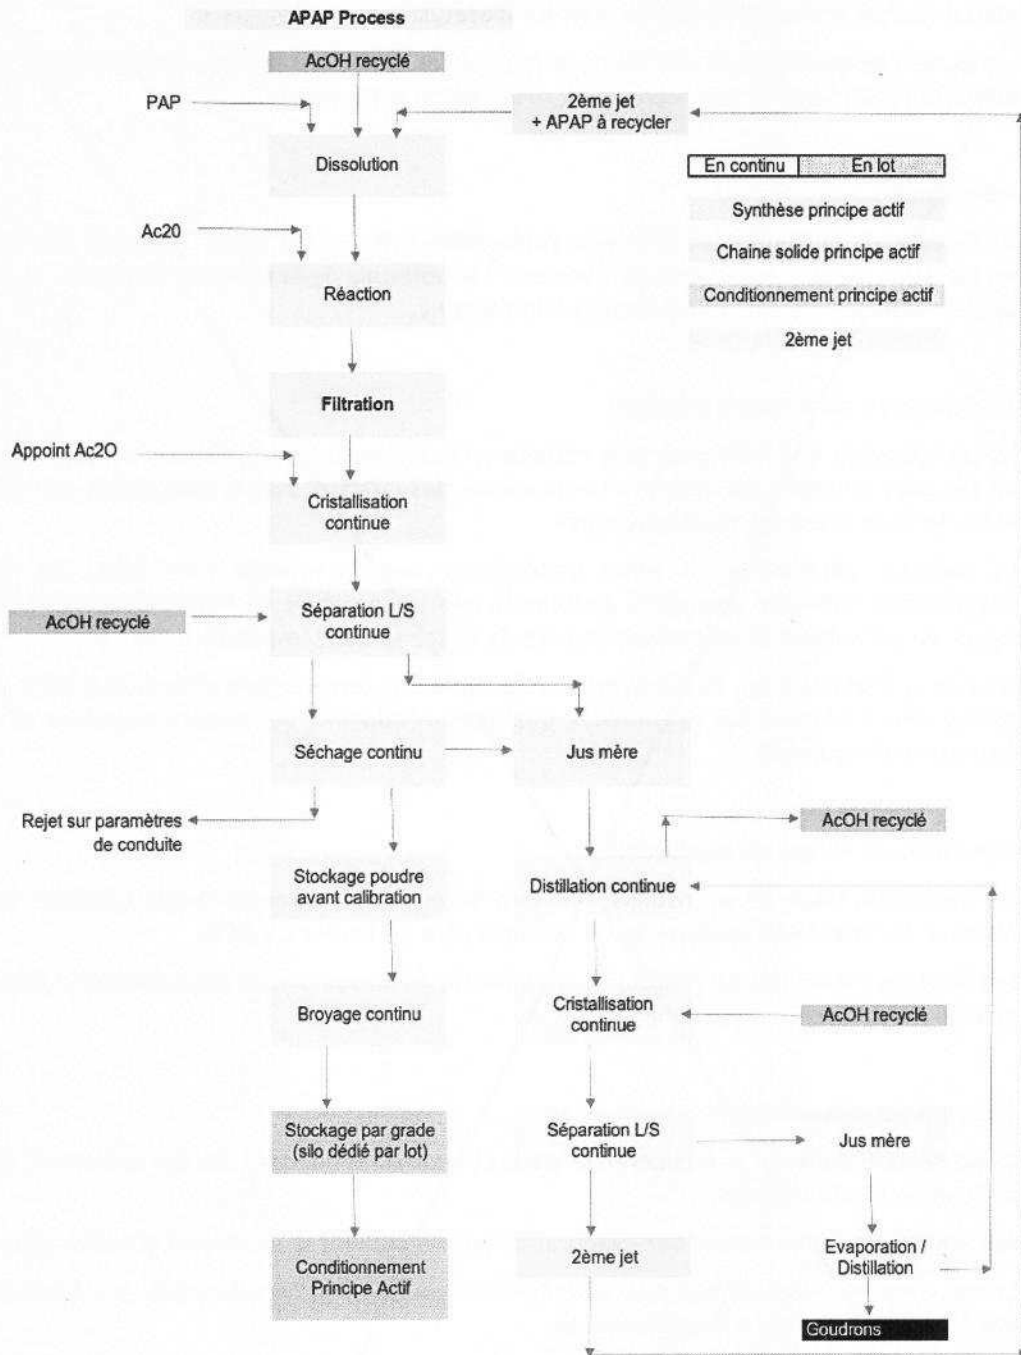 APAP Process
AcOH recyclé
PAP
2ème jet
+ APAP à recycler
Dissolution
En continu
En lot
Synthèse principe actif
Ac20
Chaine solide principe actif
Réaction
Conditionnement principe actif
2ème jet
Filtration
Appoint Ac2O
Cristallisation
continue
AcOH recyclé
Séparation L/S
continue
Séchage continu
Jus mère
Rejet sur paramètres
de conduite
AcOH recyclé
Stockage poudre
avant calibration
Distillation continue
Broyage continu
Cristallisation
continue
AcOH recyclé
Stockage par grade
(silo dédié par lot)
Séparation L/S
continue
Jus mère
Conditionnement
Principe Actif
2ème jet
Evaporation /
Distillation
Goudrons